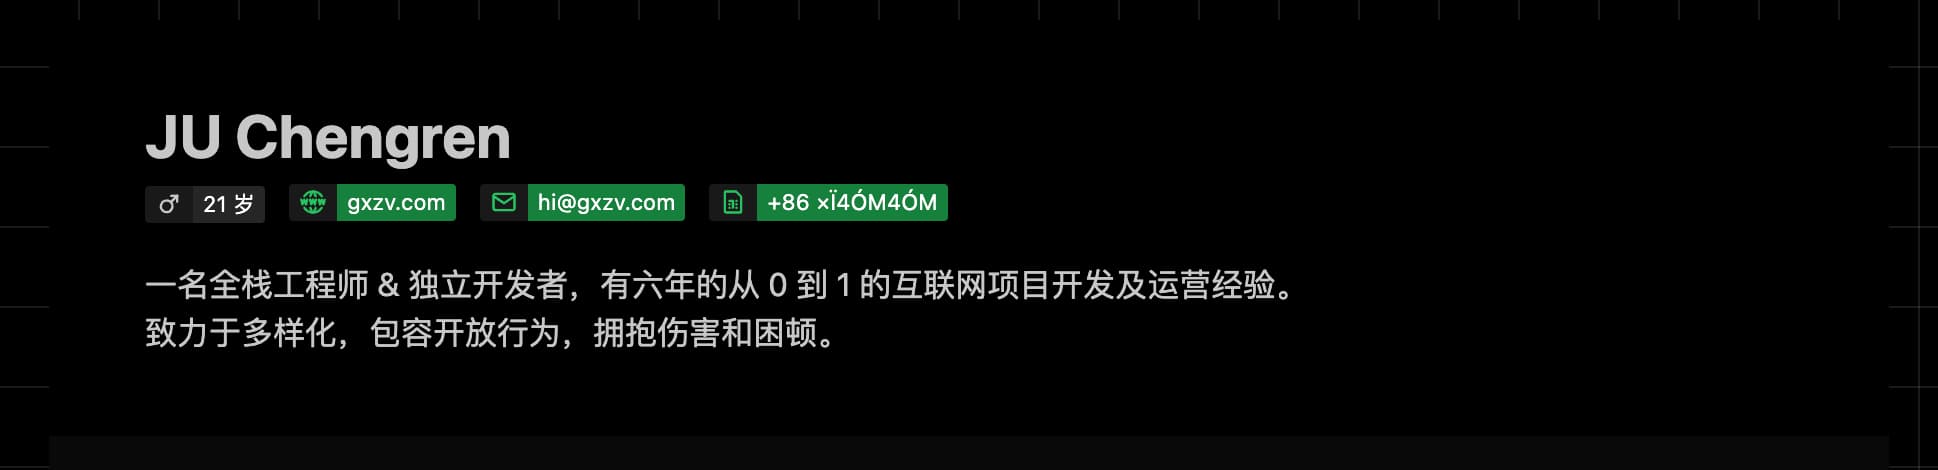 JU Chengren
♂ 21 岁 gxzv.com hi@gxzv.com +86 ×Ï4ÓM4ÓM
一名全栈工程师 & 独立开发者，有六年的从 0 到 1 的互联网项目开发及运营经验。
致力于多样化，包容开放行为，拥抱伤害和困顿。